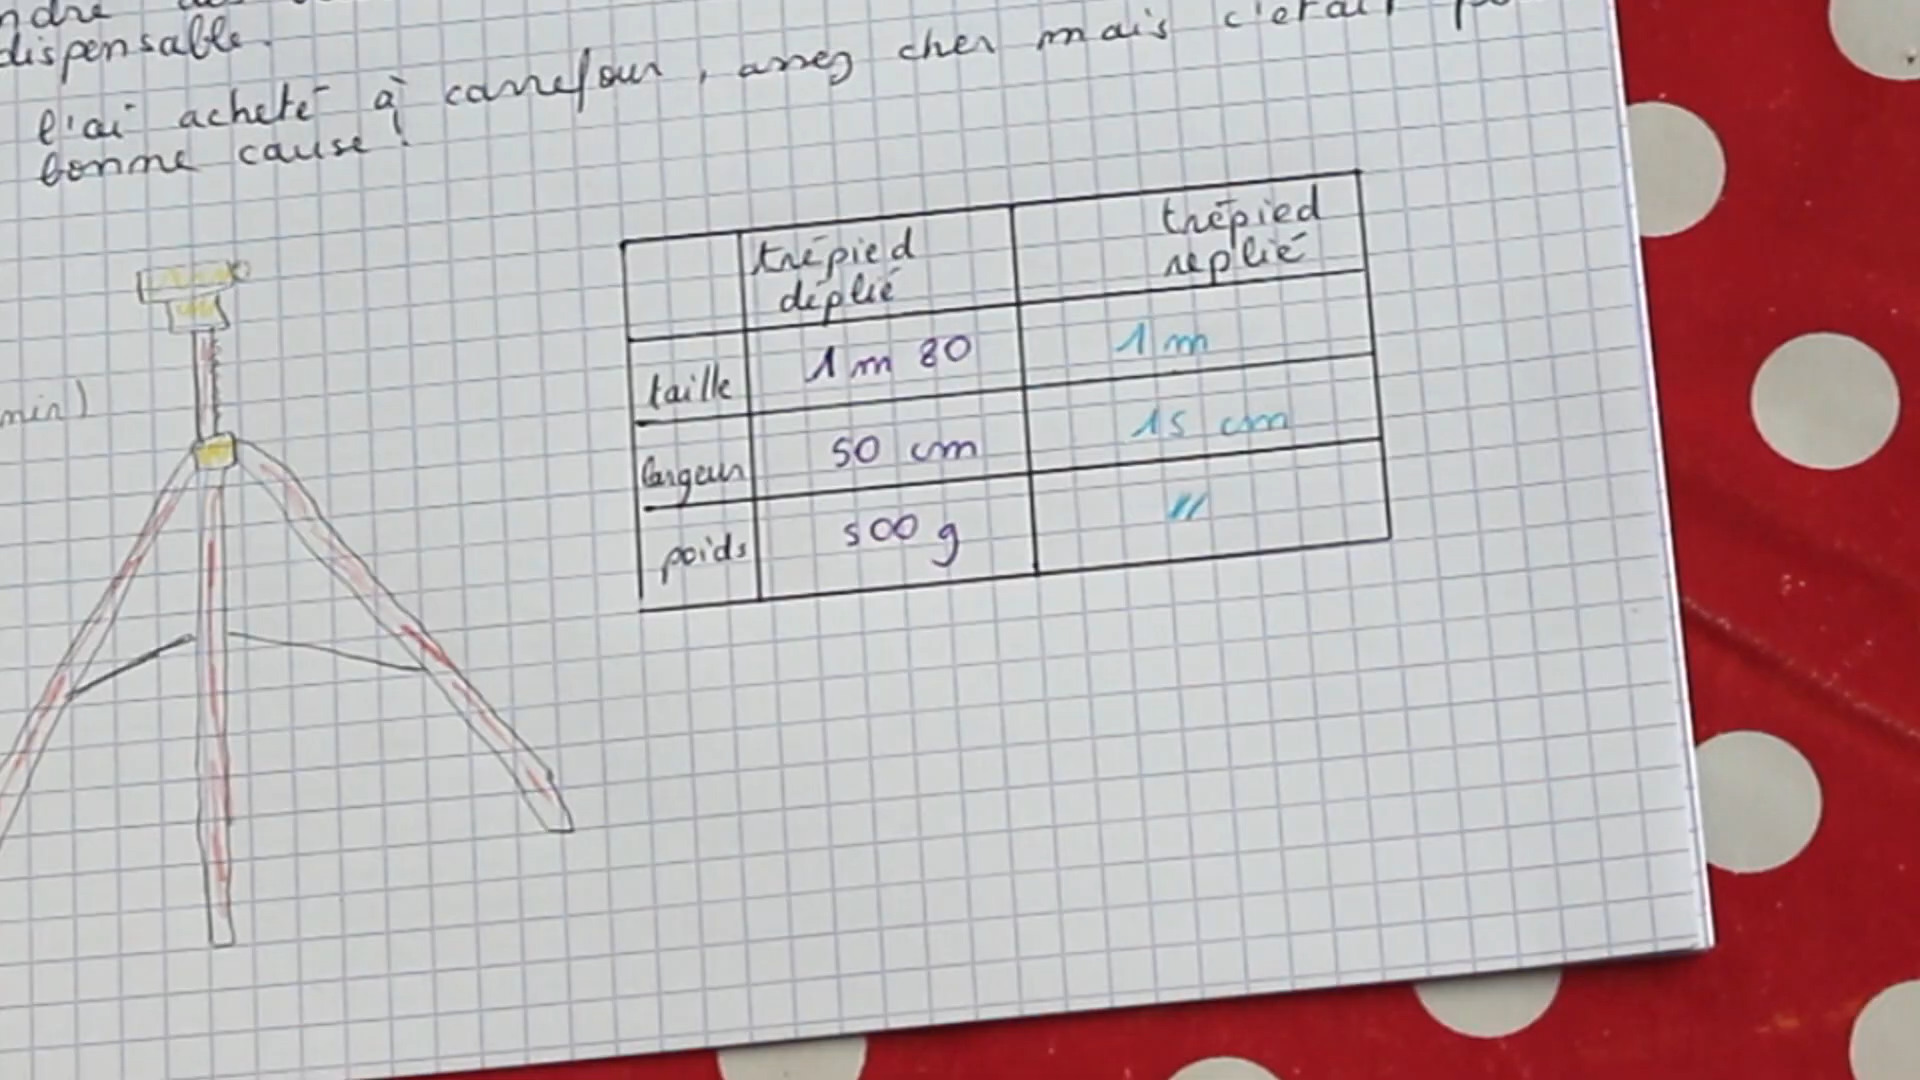 dispensable.
l'ai acheté à carrefour, assez cher mais c'était
bonne cause!
min)
trépied déplié
trépied replié
taille 1 m 80 1 m
largeur 50 cm 15 cm
poids 500 g "